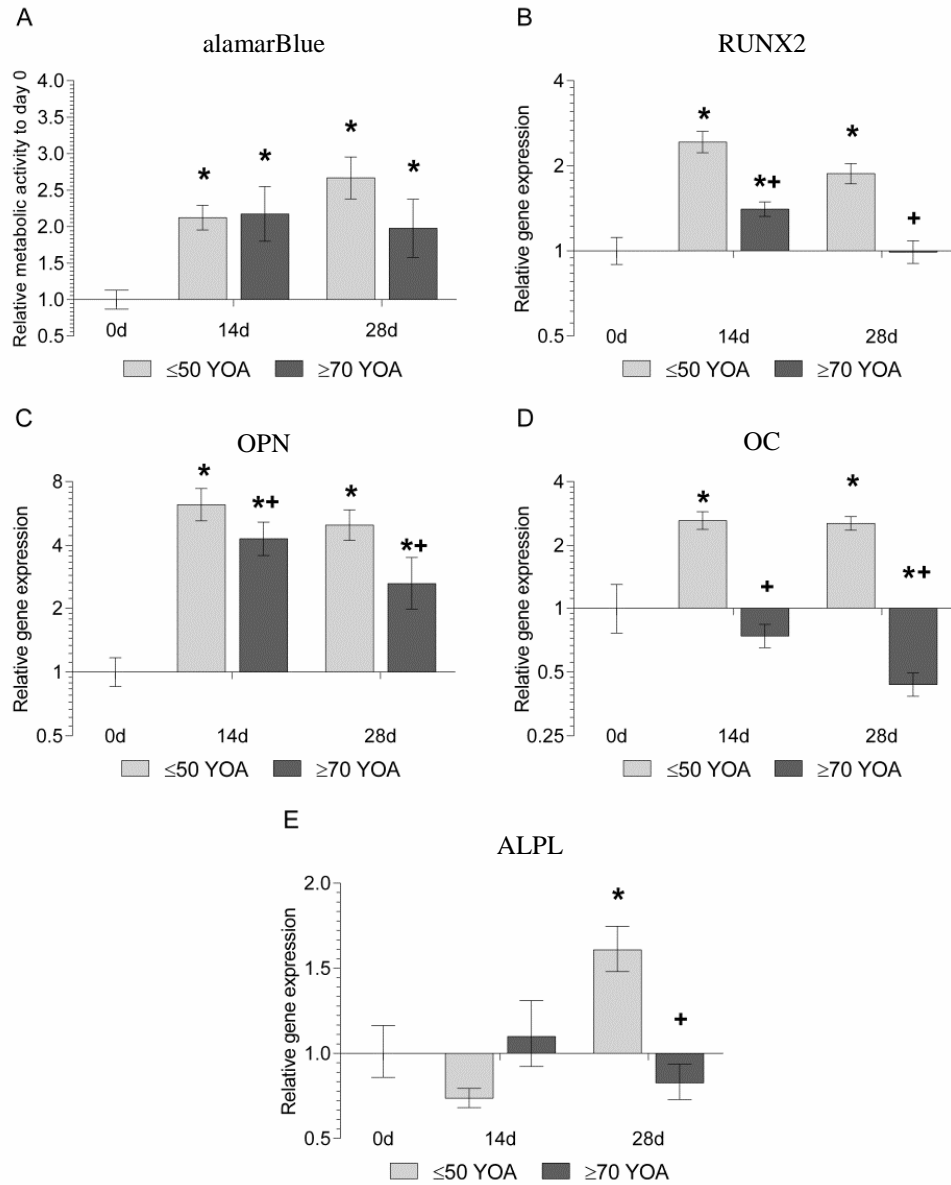 A
alamarBlue
Relative metabolic activity to day 0
4.0
3.5
3.0
2.5
2.0
1.5
1.0
0.5
* * * *
0d 14d 28d
≤50 YOA ≥70 YOA
B
RUNX2
Relative gene expression
4
2
1
0.5
* *+ * +
0d 14d 28d
≤50 YOA ≥70 YOA
C
OPN
Relative gene expression
8
4
2
1
0.5
* *+ * *+
0d 14d 28d
≤50 YOA ≥70 YOA
D
OC
Relative gene expression
4
2
1
0.5
0.25
* + * *+
0d 14d 28d
≤50 YOA ≥70 YOA
E
ALPL
Relative gene expression
2.0
1.5
1.0
0.5
* +
0d 14d 28d
≤50 YOA ≥70 YOA